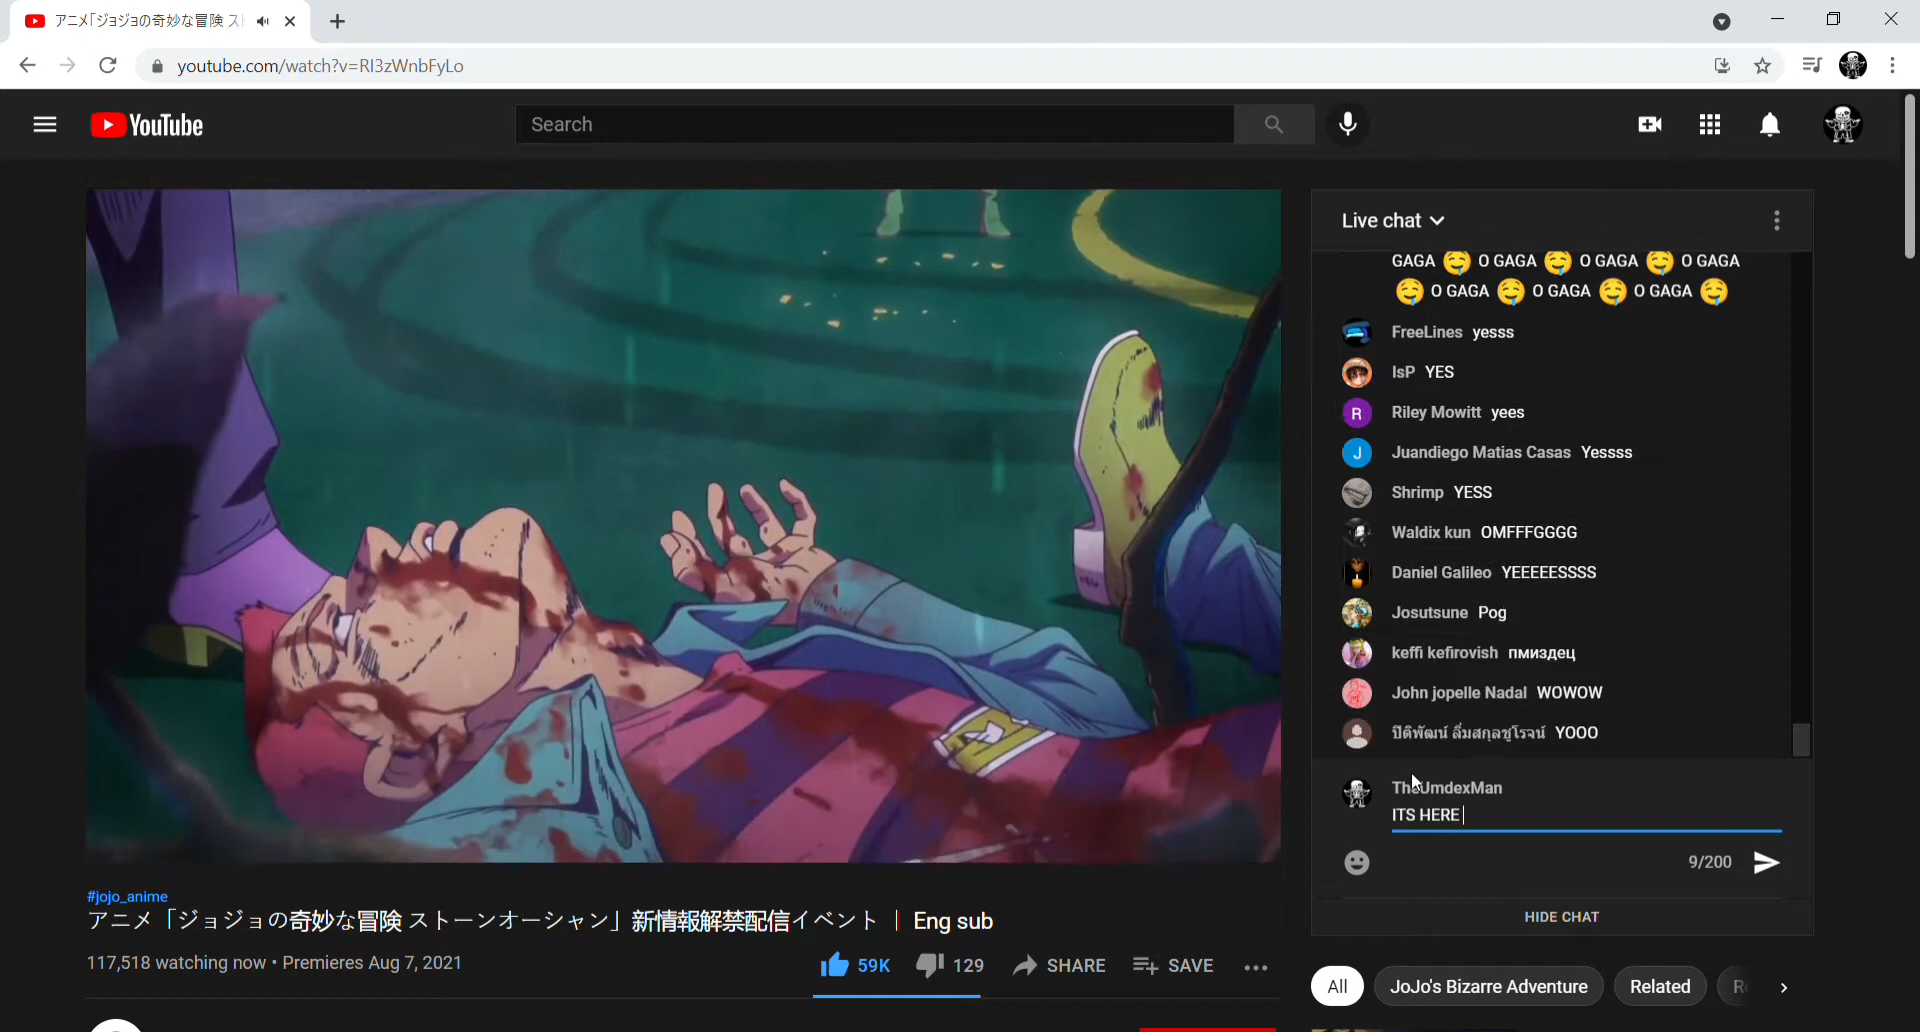 アニメ「ジョジョの奇妙な冒険 ス
youtube.com/watch?v=RI3zWnbFyLo
YouTube
Search
Live chat
GAGA 🤤 O GAGA 🤤 O GAGA 🤤 O GAGA
🤤 O GAGA 🤤 O GAGA 🤤 O GAGA 🤤
FreeLines yesss
IsP YES
R Riley Mowitt yees
J Juandiego Matias Casas Yessss
Shrimp YESS
Waldix kun OMFFFGGGG
Daniel Galileo YEEEEESSSS
Josutsune Pog
keffi kefirovish пмиздец
John jopelle Nadal WOWOW
ปิติพัฒน์ ลิ่มสกุลชูโรจน์ YOOO
TheUmdexMan
ITS HERE
9/200
HIDE CHAT
#jojo_anime
アニメ「ジョジョの奇妙な冒険 ストーンオーシャン」新情報解禁配信イベント | Eng sub
117,518 watching now • Premieres Aug 7, 2021
59K 129 SHARE SAVE
All JoJo's Bizarre Adventure Related